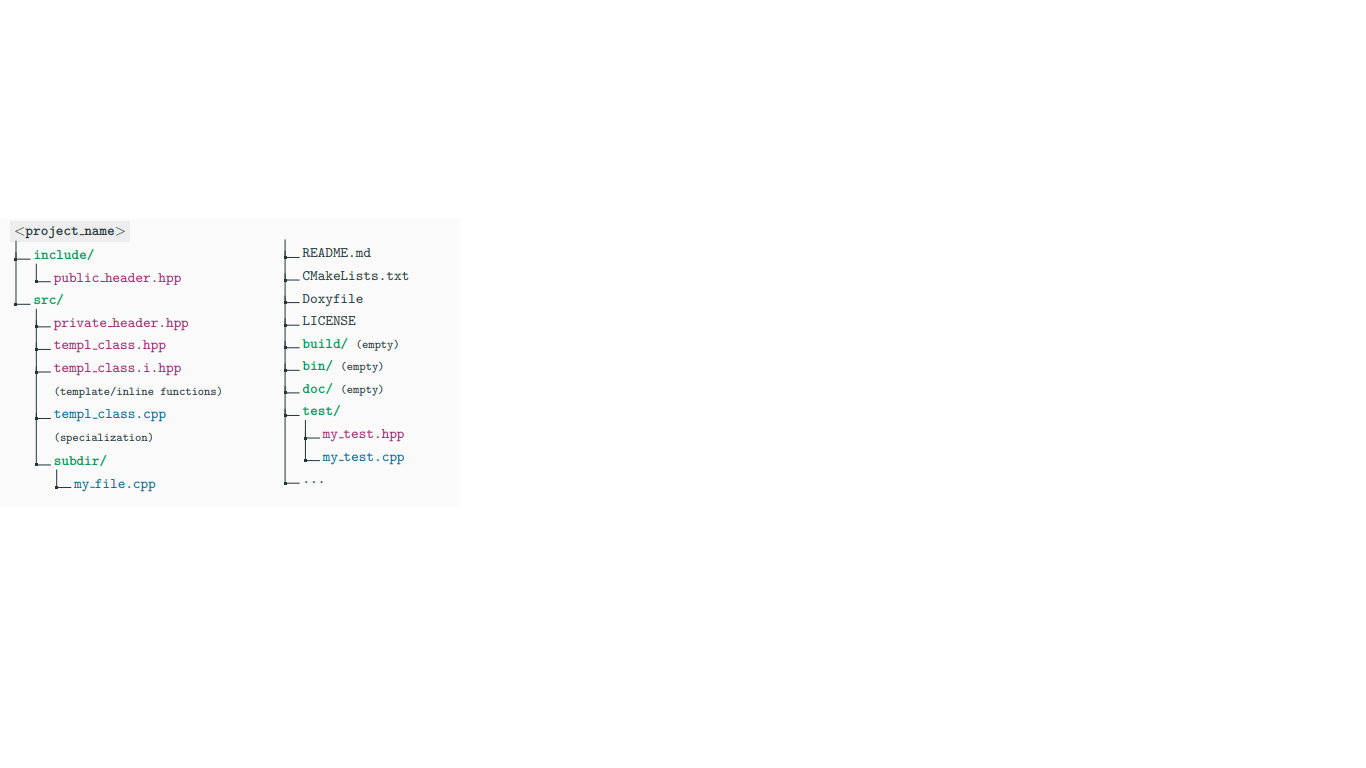 <project_name>
include/
public_header.hpp
src/
private_header.hpp
templ_class.hpp
templ_class.i.hpp
(template/inline functions)
templ_class.cpp
(specialization)
subdir/
my_file.cpp
README.md
CMakeLists.txt
Doxyfile
LICENSE
build/ (empty)
bin/ (empty)
doc/ (empty)
test/
my_test.hpp
my_test.cpp
...